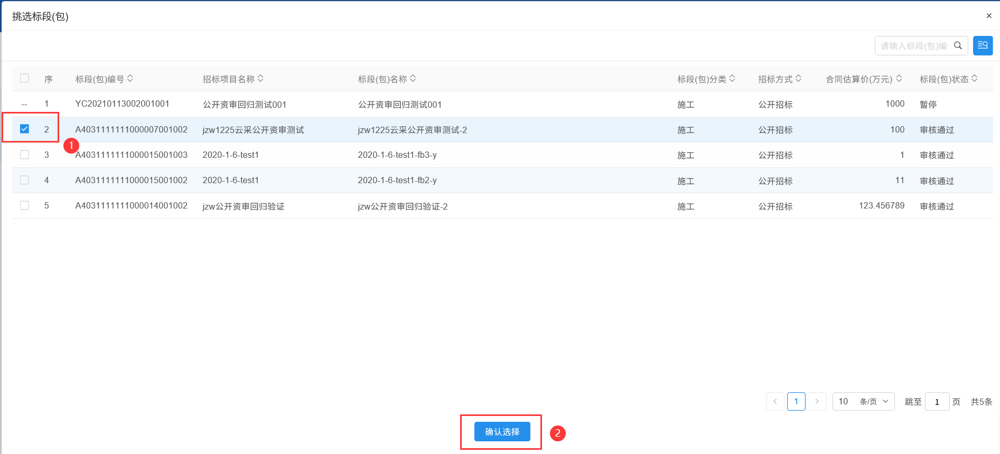 挑选标段(包)
请输入标段(包)编
序 标段(包)编号 招标项目名称 标段(包)名称 标段(包)分类 招标方式 合同估算价(万元) 标段(包)状态
-- 1 YC20210113002001001 公开资审回归测试001 公开资审回归测试001 施工 公开招标 1000 暂停
2 A4031111111000007001002 jzw1225云采公开资审测试 jzw1225云采公开资审测试-2 施工 公开招标 100 审核通过
1
3 A4031111111000015001003 2020-1-6-test1 2020-1-6-test1-fb3-y 施工 公开招标 1 审核通过
4 A4031111111000015001002 2020-1-6-test1 2020-1-6-test1-fb2-y 施工 公开招标 11 审核通过
5 A4031111111000014001002 jzw公开资审回归验证 jzw公开资审回归验证-2 施工 公开招标 123.456789 审核通过
1 10 条/页 跳至 1 页 共5条
确认选择 2